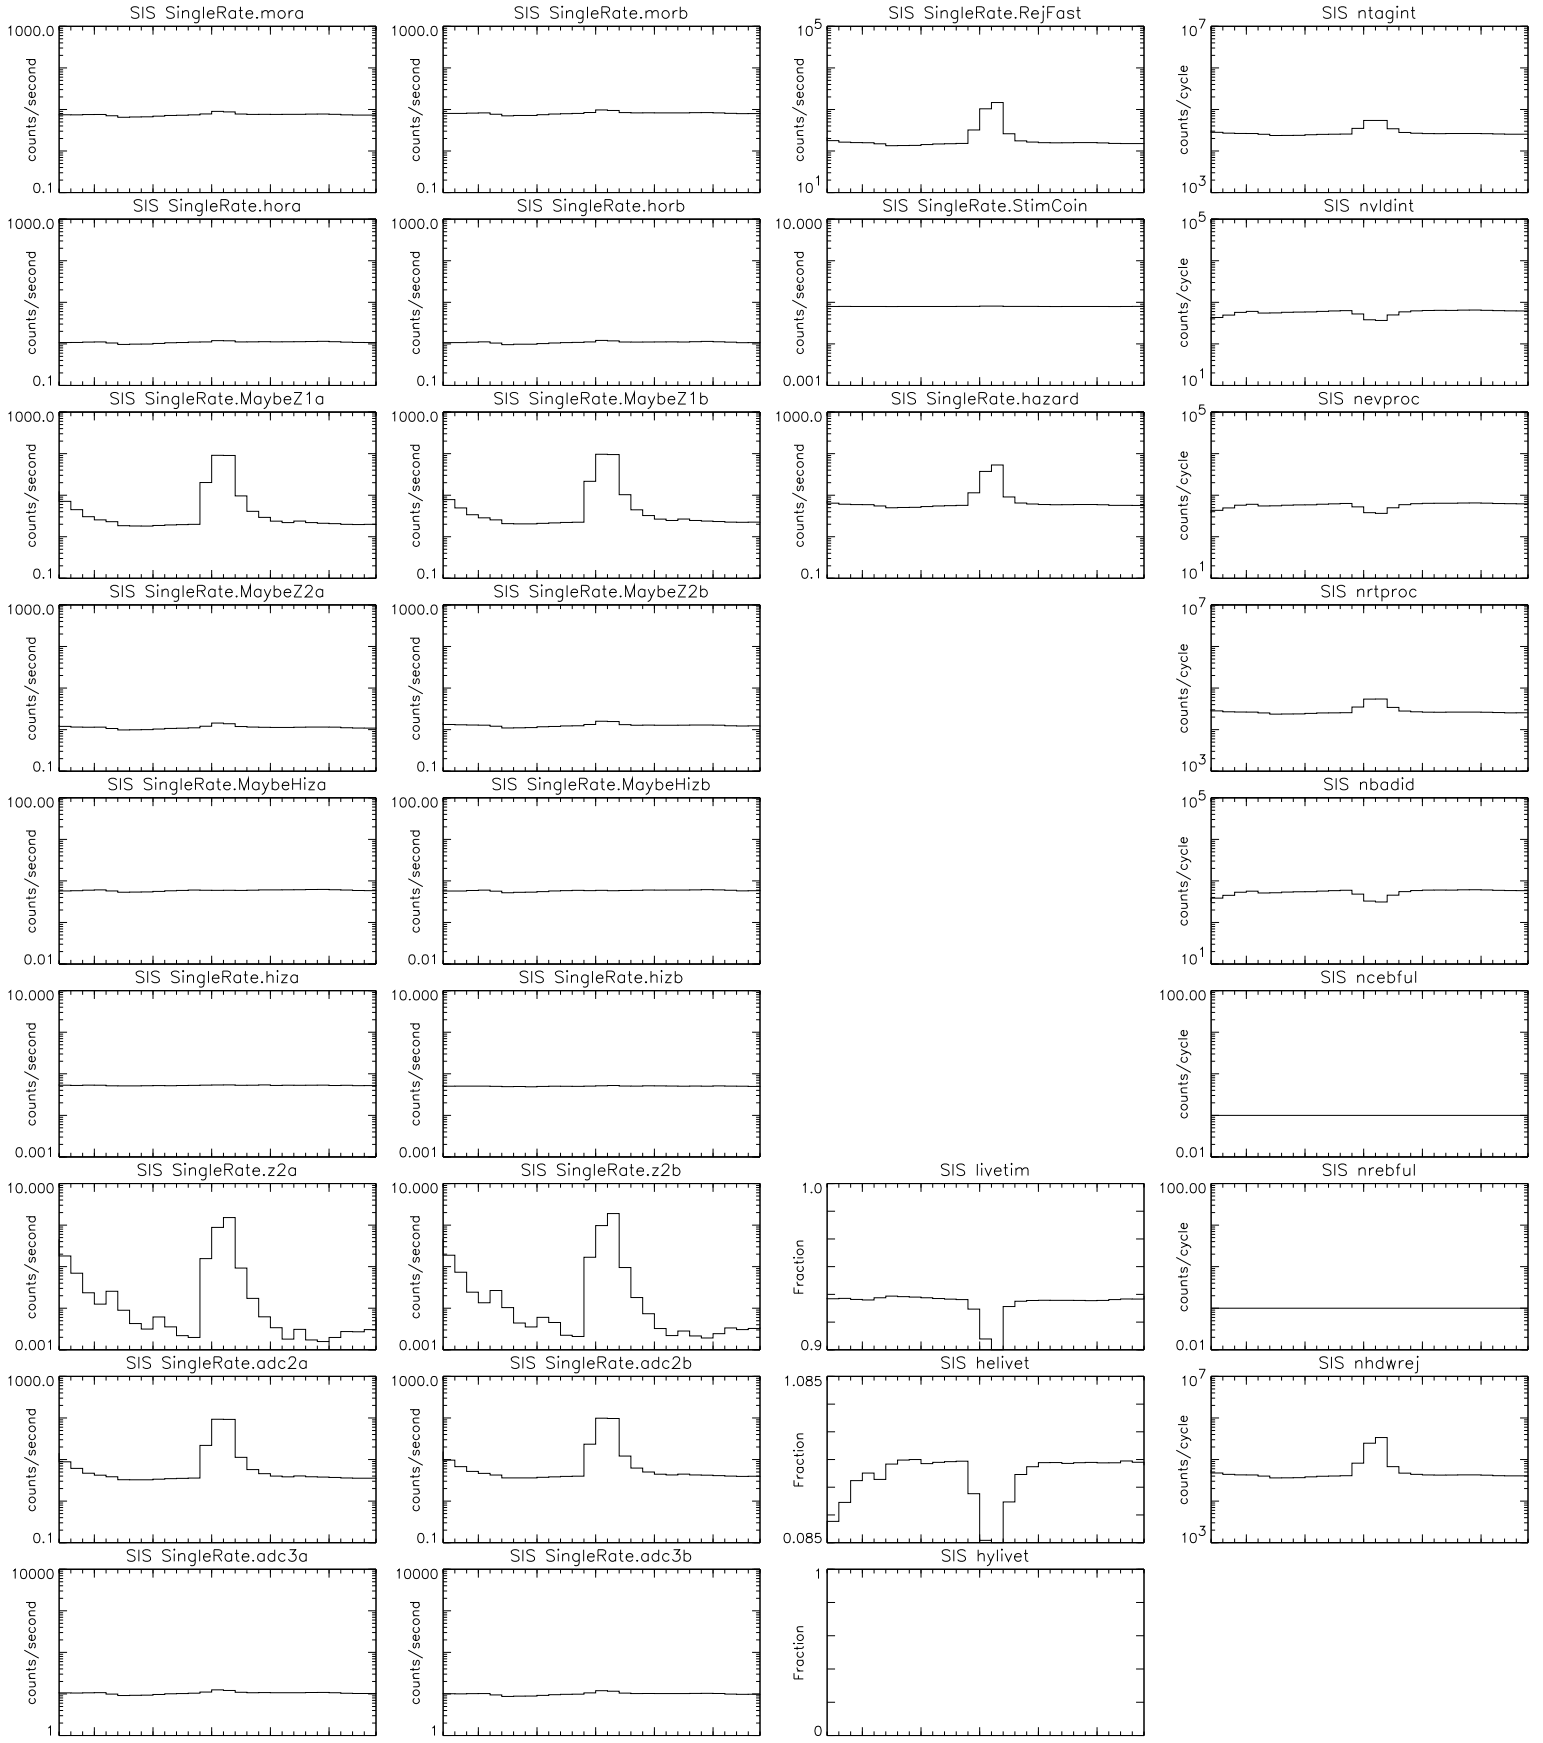 SIS SingleRate.mora
1000.0
counts/second
0.1
SIS SingleRate.morb
1000.0
counts/second
0.1
SIS SingleRate.RejFast
10^5
counts/second
10^1
SIS ntagint
10^7
counts/cycle
10^3
SIS SingleRate.hora
1000.0
counts/second
0.1
SIS SingleRate.horb
1000.0
counts/second
0.1
SIS SingleRate.StimCoin
10.000
counts/second
0.001
SIS nvldint
10^5
counts/cycle
10^1
SIS SingleRate.MaybeZ1a
1000.0
counts/second
0.1
SIS SingleRate.MaybeZ1b
1000.0
counts/second
0.1
SIS SingleRate.hazard
1000.0
counts/second
0.1
SIS nevproc
10^5
counts/cycle
10^1
SIS SingleRate.MaybeZ2a
1000.0
counts/second
0.1
SIS SingleRate.MaybeZ2b
1000.0
counts/second
0.1
SIS nrtproc
10^7
counts/cycle
10^3
SIS SingleRate.MaybeHiza
100.00
counts/second
0.01
SIS SingleRate.MaybeHizb
100.00
counts/second
0.01
SIS nbadid
10^5
counts/cycle
10^1
SIS SingleRate.hiza
10.000
counts/second
0.001
SIS SingleRate.hizb
10.000
counts/second
0.001
SIS ncebful
100.00
counts/cycle
0.01
SIS SingleRate.z2a
10.000
counts/second
0.001
SIS SingleRate.z2b
10.000
counts/second
0.001
SIS livetim
1.0
Fraction
0.9
SIS nrebful
100.00
counts/cycle
0.01
SIS SingleRate.adc2a
1000.0
counts/second
0.1
SIS SingleRate.adc2b
1000.0
counts/second
0.1
SIS helivet
1.085
Fraction
0.085
SIS nhdwrej
10^7
counts/cycle
10^3
SIS SingleRate.adc3a
10000
counts/second
1
SIS SingleRate.adc3b
10000
counts/second
1
SIS hylivet
1
Fraction
0